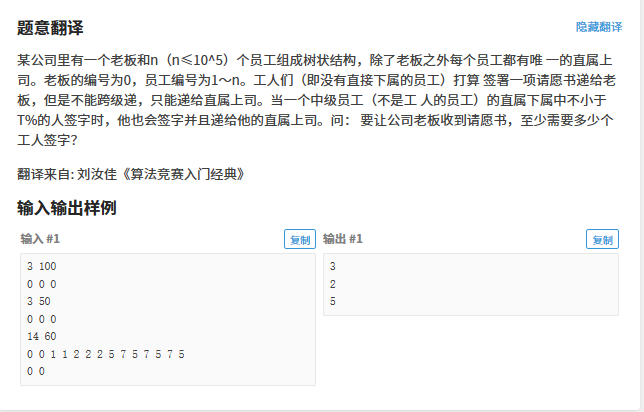 题意翻译
隐藏翻译
某公司里有一个老板和n（n≤10^5）个员工组成树状结构，除了老板之外每个员工都有唯 一的直属上
司。老板的编号为0，员工编号为1～n。工人们（即没有直接下属的员工）打算 签署一项请愿书递给老
板，但是不能跨级递，只能递给直属上司。当一个中级员工（不是工 人的员工）的直属下属中不小于
T%的人签字时，他也会签字并且递给他的直属上司。问： 要让公司老板收到请愿书，至少需要多少个
工人签字？
翻译来自: 刘汝佳《算法竞赛入门经典》
输入输出样例
输入 #1
复制
3 100
0 0 0
3 50
0 0 0
14 60
0 0 1 1 2 2 2 5 7 5 7 5 7 5
0 0
输出 #1
复制
3
2
5